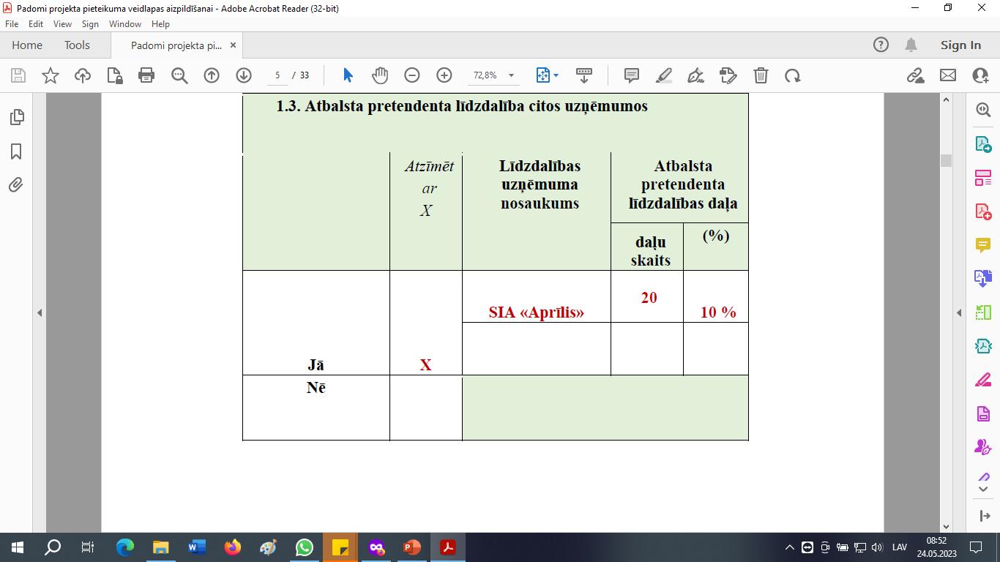 Padomi projekta pieteikuma veidlapas aizpildīšanai - Adobe Acrobat Reader (32-bit)
File Edit View Sign Window Help
Home Tools Padomi projekta pi... Sign In
5 / 33 72,8%
1.3. Atbalsta pretendenta līdzdalība citos uzņēmumos
Atzīmēt
ar
X
Līdzdalības
uzņēmuma
nosaukums
Atbalsta
pretendenta
līdzdalības daļa
daļu
skaits
(%)
Jā
X
SIA «Aprīlis»
20
10 %
Nē
LAV
08:52
24.05.2023